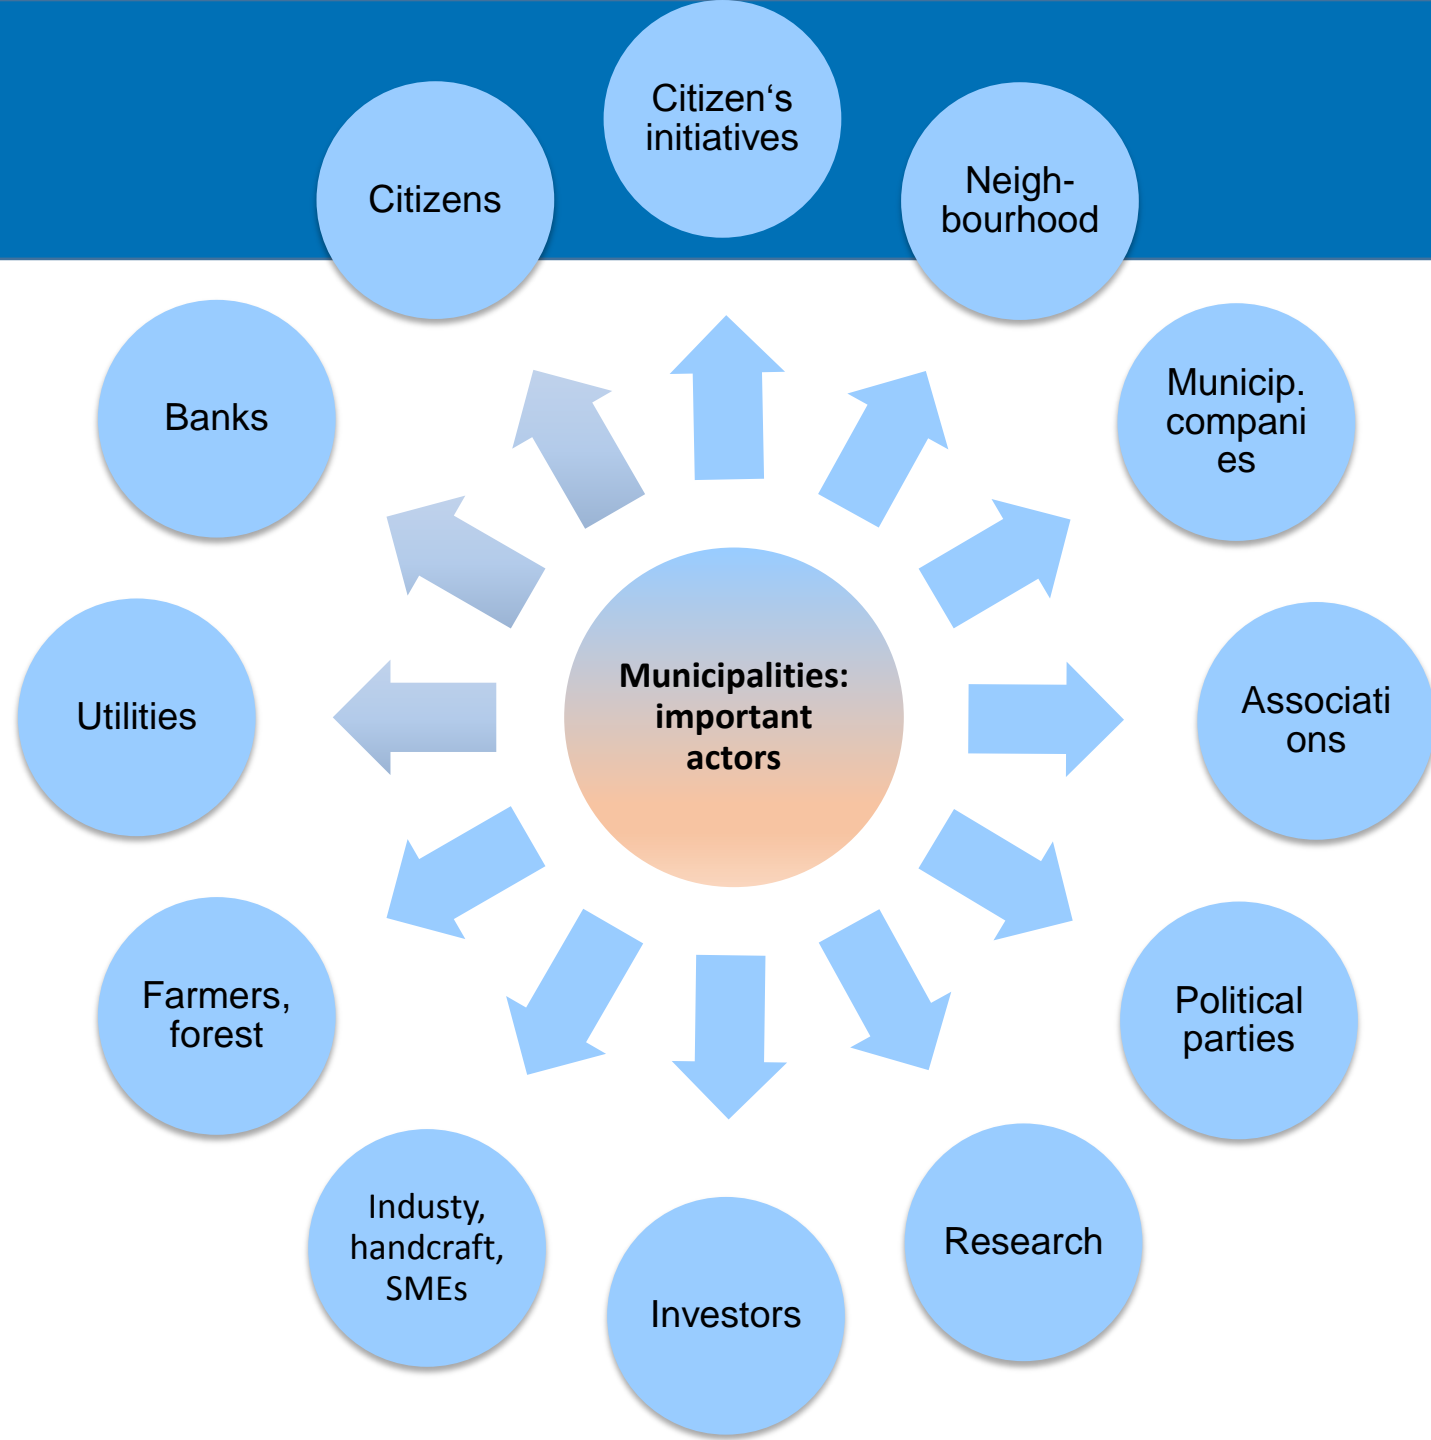 Citizen‘s
initiatives
Neigh-
bourhood
Municip.
compani
es
Associati
ons
Political
parties
Research
Investors
Industy,
handcraft,
SMEs
Farmers,
forest
Utilities
Banks
Citizens
Municipalities:
important
actors